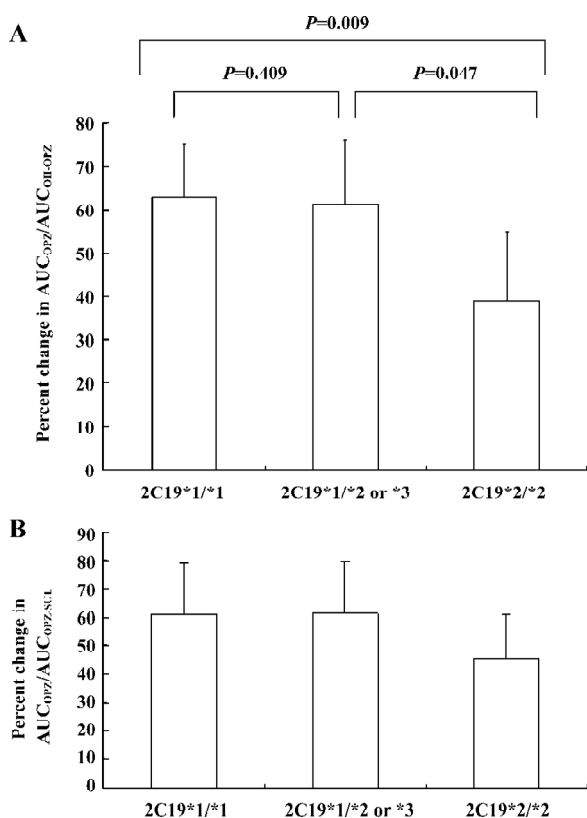 A
P=0.009
P=0.409
P=0.047
Percent change in AUCOPZ/AUCOH-OPZ
80
70
60
50
40
30
20
10
0
2C19*1/*1 2C19*1/*2 or *3 2C19*2/*2
B
Percent change in
AUCOPZ/AUCOPZ-SUL
90
80
70
60
50
40
30
20
10
0
2C19*1/*1 2C19*1/*2 or *3 2C19*2/*2